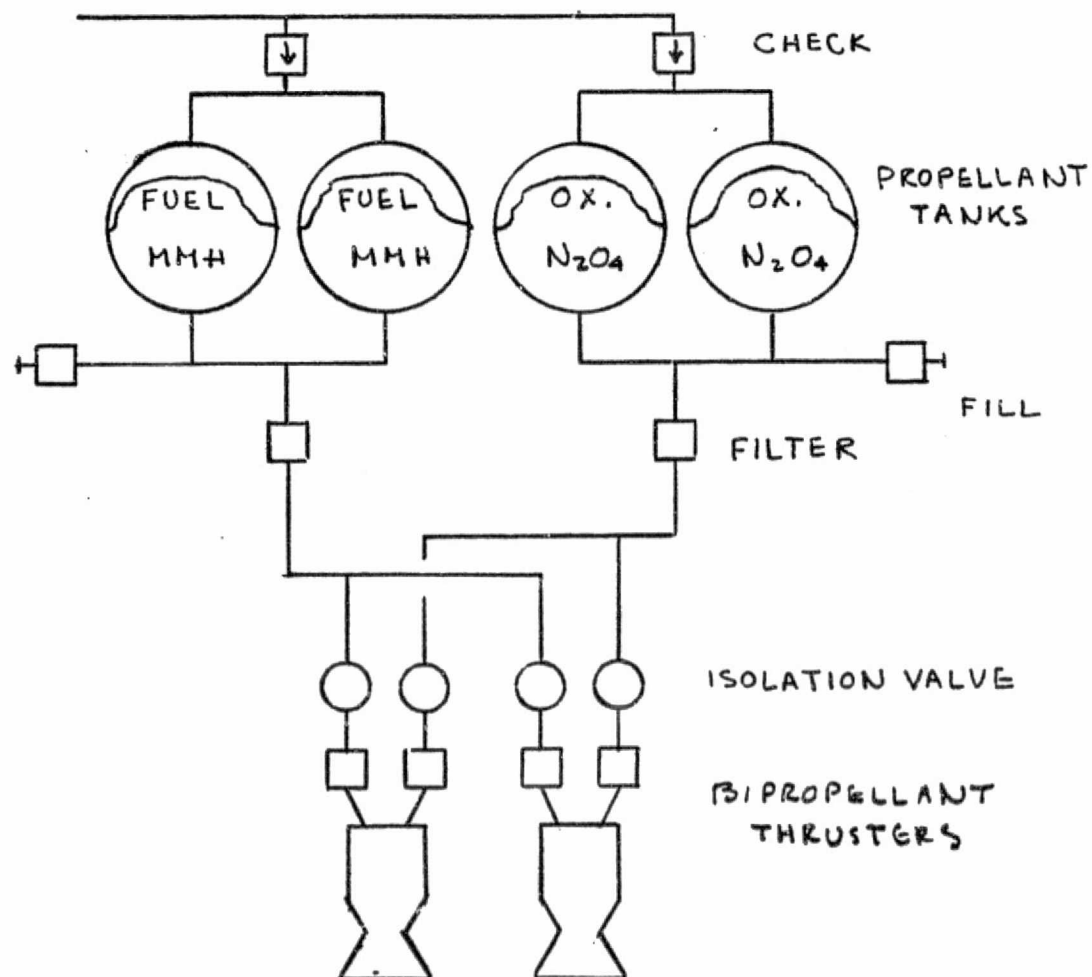 CHECK
FUEL
MMH
FUEL
MMH
OX.
N₂O₄
OX.
N₂O₄
PROPELLANT
TANKS
FILL
FILTER
ISOLATION VALVE
BIPROPELLANT
THRUSTERS